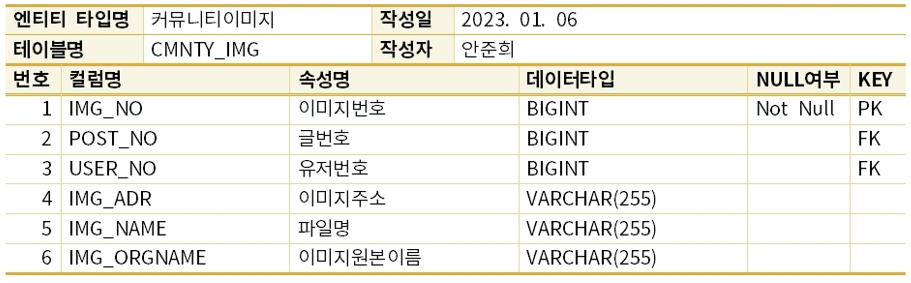 엔티티 타입명 커뮤니티이미지 작성일 2023. 01. 06
테이블명 CMNTY_IMG 작성자 안준희
번호 컬럼명 속성명 데이터타입 NULL여부 KEY
1 IMG_NO 이미지번호 BIGINT Not Null PK
2 POST_NO 글번호 BIGINT FK
3 USER_NO 유저번호 BIGINT FK
4 IMG_ADR 이미지주소 VARCHAR(255)
5 IMG_NAME 파일명 VARCHAR(255)
6 IMG_ORGNAME 이미지원본이름 VARCHAR(255)